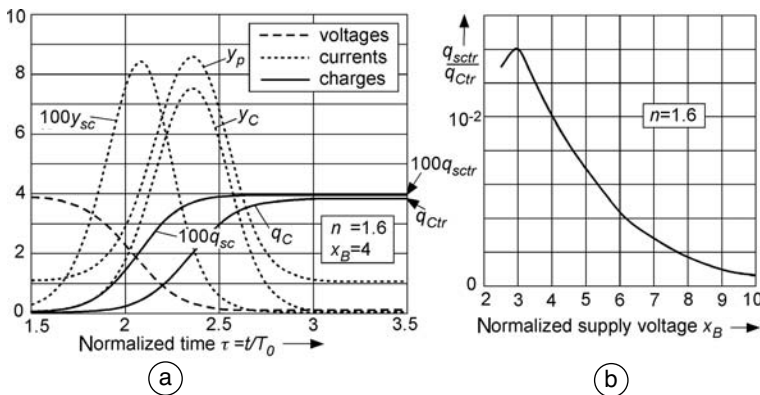 10
8
6
4
2
0
1.5
2
2.5
3
3.5
voltages
currents
charges
y_p
y_C
100y_sc
100q_sc
q_C
n =1.6
x_B=4
100q_sctr
q_Ctr
Normalized time τ =t/T_0
a
q_sctr
q_Ctr
10^-2
0
n=1.6
2 3 4 5 6 7 8 9 10
Normalized supply voltage x_B
b